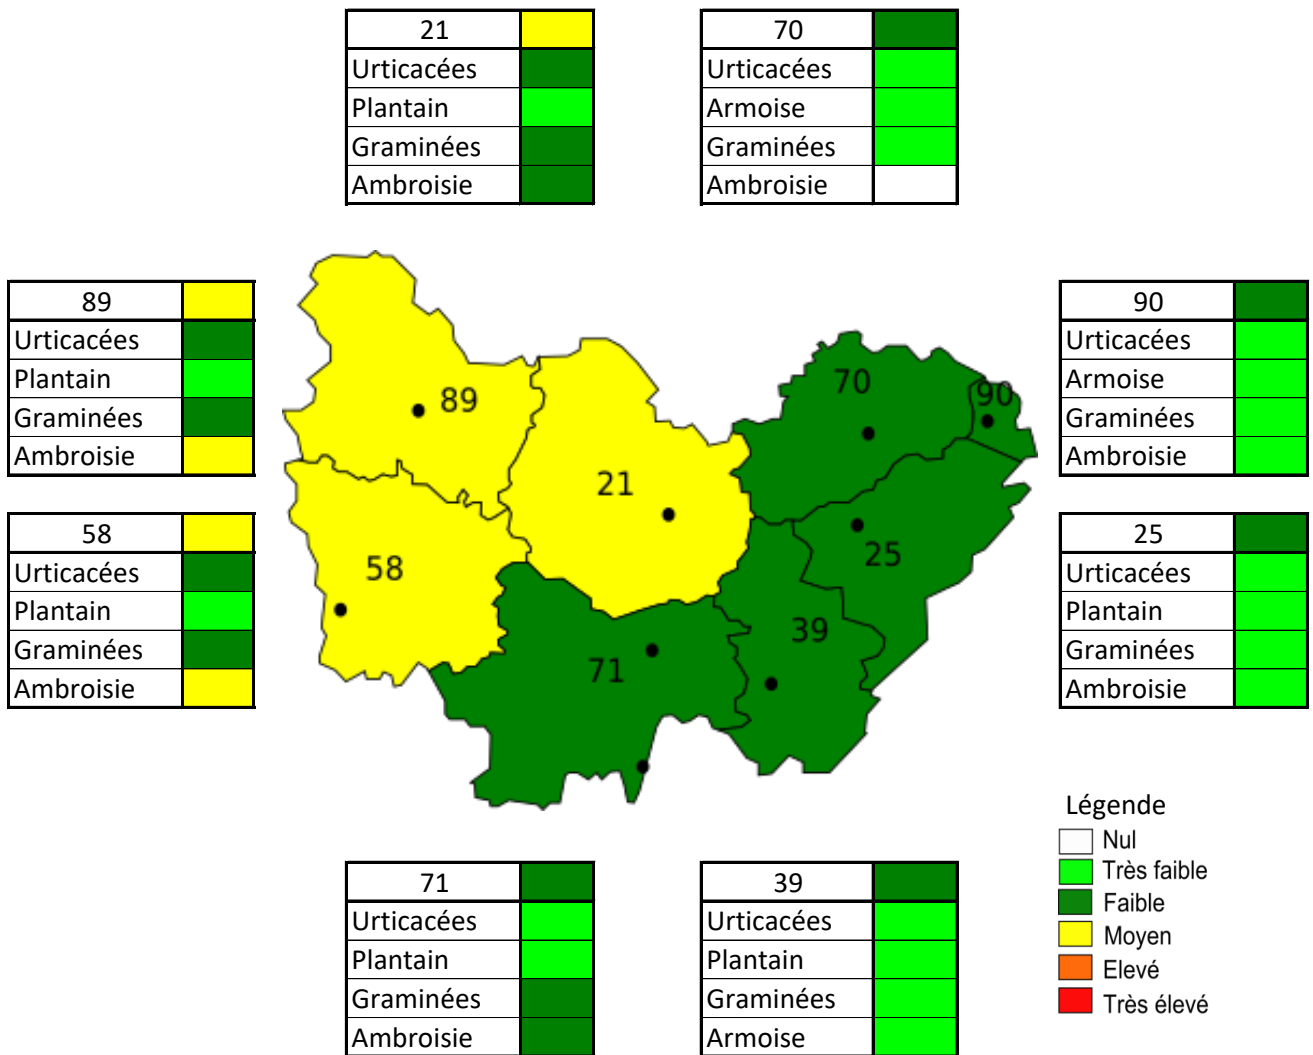 21
Urticacées
Plantain
Graminées
Ambroisie
70
Urticacées
Armoise
Graminées
Ambroisie
89
Urticacées
Plantain
Graminées
Ambroisie
58
Urticacées
Plantain
Graminées
Ambroisie
89
21
58
71
70
90
25
39
90
Urticacées
Armoise
Graminées
Ambroisie
25
Urticacées
Plantain
Graminées
Ambroisie
71
Urticacées
Plantain
Graminées
Ambroisie
39
Urticacées
Plantain
Graminées
Armoise
Légende
Nul
Très faible
Faible
Moyen
Elevé
Très élevé